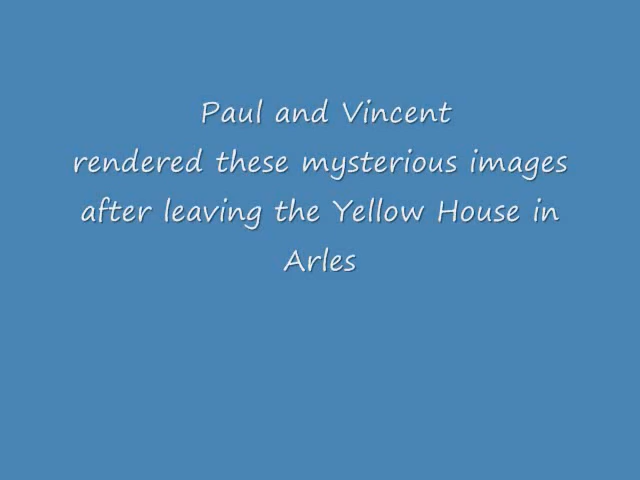 Paul and Vincent
rendered these mysterious images
after leaving the Yellow House in
Arles